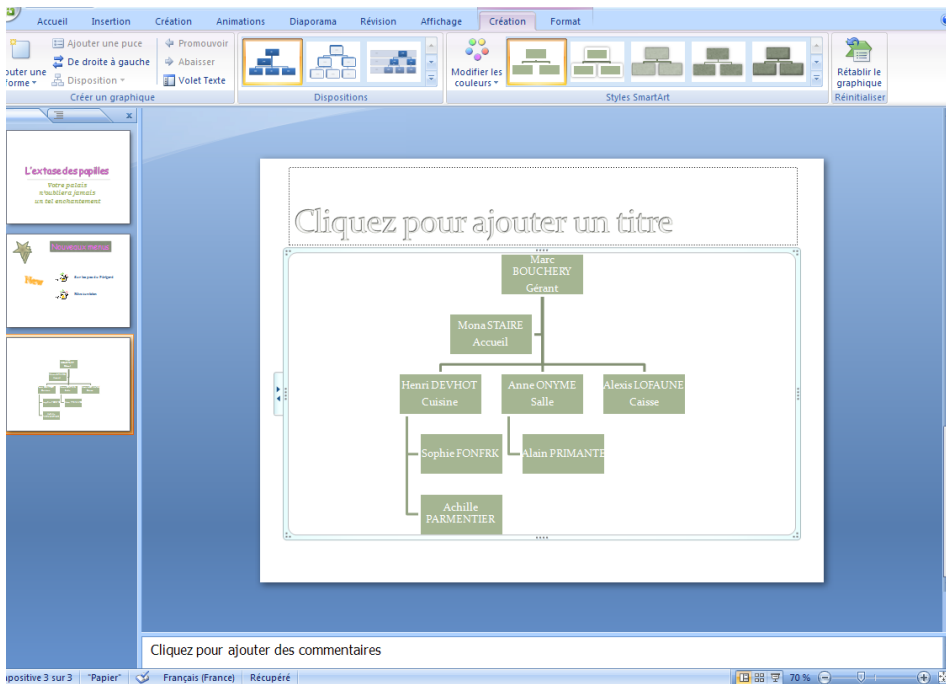 Accueil Insertion Création Animations Diaporama Révision Affichage Création Format
Ajouter une puce
De droite à gauche
Disposition
Promouvoir
Abaisser
Volet Texte
Créer un graphique
Dispositions
Modifier les
couleurs
Styles SmartArt
Rétablir le
graphique
Réinitialiser
L'extase des papilles
Votre palais
n'oubliera jamais
un tel enchantement
New
Cliquez pour ajouter un titre
Marc
BOUCHERY
Gérant
Mona STAIRE
Accueil
Henri DEVHOT
Cuisine
Anne ONYME
Salle
Alexis LOFAUNE
Caisse
Sophie FONFRK
Alain PRIMANTE
Achille
PARMENTIER
Cliquez pour ajouter des commentaires
positive 3 sur 3 "Papier" Français (France) Récupéré 70 %